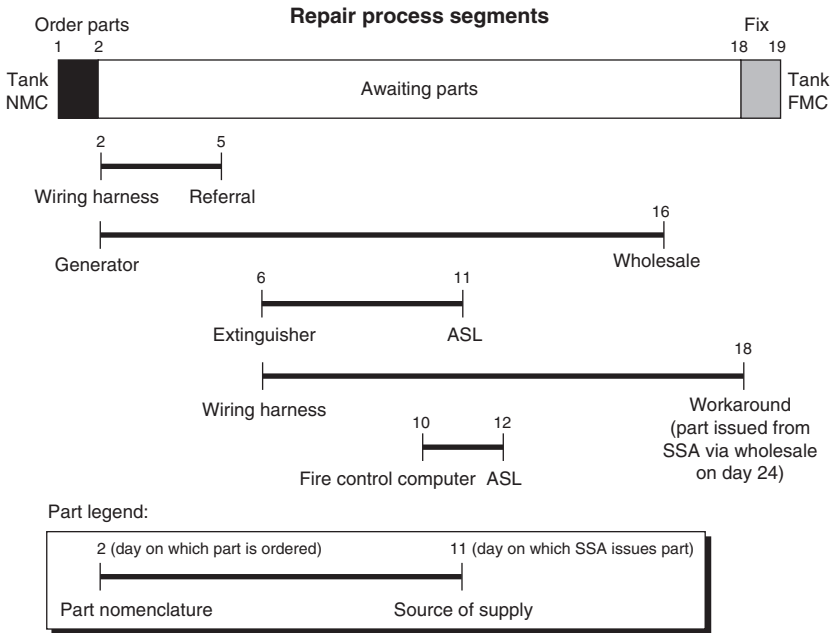 Repair process segments
Order parts
Fix
1 2 18 19
Tank
NMC
Awaiting parts
Tank
FMC
2 5
Wiring harness Referral
16
Generator Wholesale
6 11
Extinguisher ASL
18
Wiring harness
Workaround
(part issued from
SSA via wholesale
on day 24)
10 12
Fire control computer ASL
Part legend:
2 (day on which part is ordered) 11 (day on which SSA issues part)
Part nomenclature Source of supply